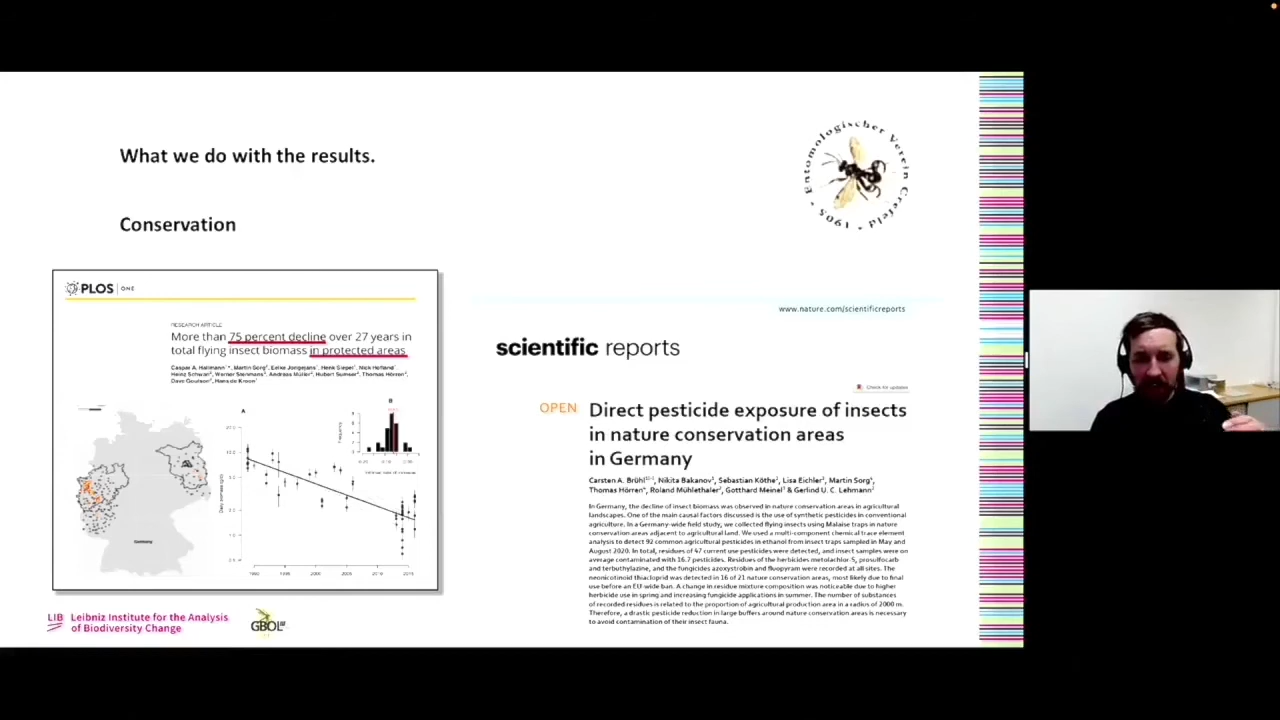 What we do with the results.
Conservation
Entomologischer Verein Crefeld
1905
PLOS ONE
RESEARCH ARTICLE
More than 75 percent decline over 27 years in
total flying insect biomass in protected areas
Caspar A. Hallmann, Martin Sorg, Eelke Jongejans, Henk Siepel, Nick Hofland,
Heinz Schwan, Werner Stenmans, Andreas Müller, Hubert Sumser, Thomas Hörren,
Dave Goulson, Hans de Kroon
A
B
Frequency
Germany
www.nature.com/scientificreports
scientific reports
Check for updates
OPEN
Direct pesticide exposure of insects
in nature conservation areas
in Germany
Carsten A. Brühl, Nikita Bakanov, Sebastian Köthe, Lisa Eichler, Martin Sorg,
Thomas Hörren, Roland Mühlethaler, Gotthard Meinel & Gerlind U. C. Lehmann
In Germany, the decline of insect biomass was observed in nature conservation areas in agricultural
landscapes. One of the main causal factors discussed is the use of synthetic pesticides in conventional
agriculture. In a Germany-wide field study, we collected flying insects using Malaise traps in nature
conservation areas adjacent to agricultural land. We used a multi-component chemical trace element
analysis to detect 92 common agricultural pesticides in ethanol from insect traps sampled in May and
August 2020. In total, residues of 47 current use pesticides were detected, and insect samples were on
average contaminated with 16.7 pesticides. Residues of the herbicides metolachlor-S, prosulfocarb
and terbuthylazine, and the fungicides azoxystrobin and fluopyram were recorded at all sites. The
neonicotinoid thiacloprid was detected in 16 of 21 nature conservation areas, most likely due to final
use before an EU-wide ban. A change in residue mixture composition was noticeable due to higher
herbicide use in spring and increasing fungicide applications in summer. The number of substances
of recorded residues is related to the proportion of agricultural production area in a radius of 2000 m.
Therefore, a drastic pesticide reduction in large buffers around nature conservation areas is necessary
to avoid contamination of their insect fauna.
LIB Leibniz Institute for the Analysis
of Biodiversity Change
GBOL